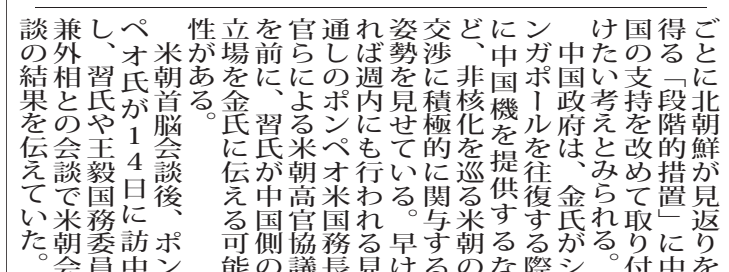 ごとに北朝鮮が見返りを
得る「段階的措置」に中
国の支持を改めて取り付
けたい考えとみられる。
中国政府は、金氏がシ
ンガポールを往復する際
に中国機を提供するな
ど、非核化を巡る米朝の
交渉に積極的に関与する
姿勢を見せている。早け
れば週内にも行われる見
通しのポンペオ米国務長
官らによる米朝高官協議
を前に、習氏が中国側の
立場を金氏に伝える可能
性がある。
米朝首脳会談後、ポン
ペオ氏が14日に訪中
し、習氏や王毅国務委員
兼外相との会談で米朝会
談の結果を伝えていた。